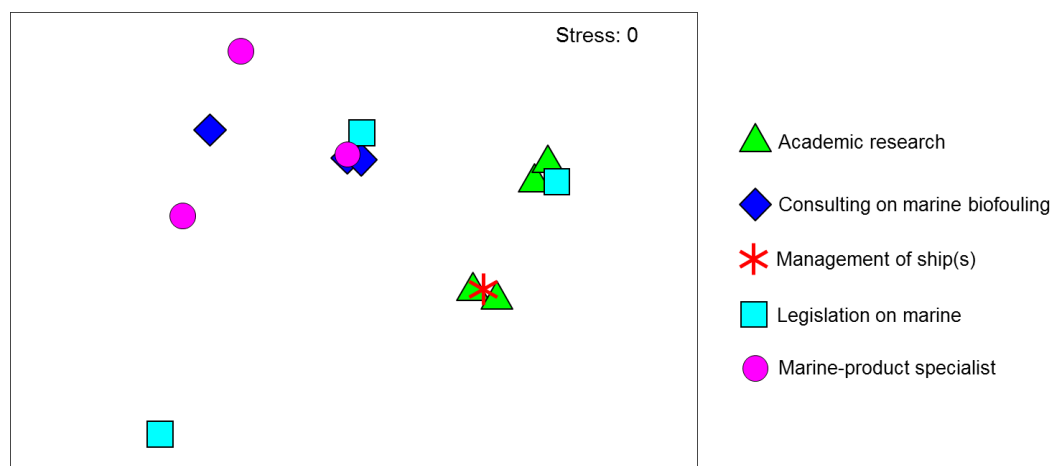 Stress: 0
Academic research
Consulting on marine biofouling
Management of ship(s)
Legislation on marine
Marine-product specialist